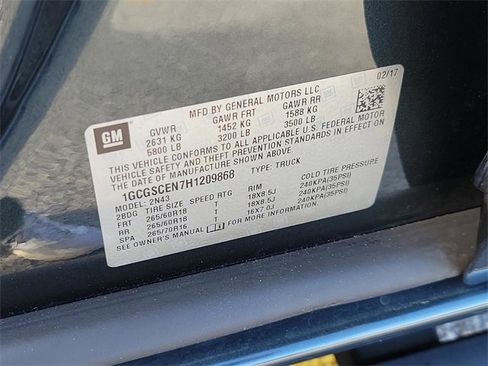 GM
MFD BY GENERAL MOTORS LLC
02/17
GVWR GAWR FRT GAWR RR
2631 KG 1452 KG 1588 KG
5800 LB 3200 LB 3500 LB
THIS VEHICLE CONFORMS TO ALL APPLICABLE U.S. FEDERAL MOTOR
VEHICLE SAFETY AND THEFT PREVENTION STANDARDS IN EFFECT ON
THE DATE OF MANUFACTURE SHOWN ABOVE.
1GCGSCEN7H1209868 TYPE: TRUCK
MODEL: 2N43
2BDG TIRE SIZE SPEED RTG RIM COLD TIRE PRESSURE
FRT 265/60R18 T 18X8.5J 240KPA(35PSI)
RR 265/60R18 T 18X8.5J 240KPA(35PSI)
SPA 265/70R16 T 16X7.0J 240KPA(35PSI)
SEE OWNER'S MANUAL